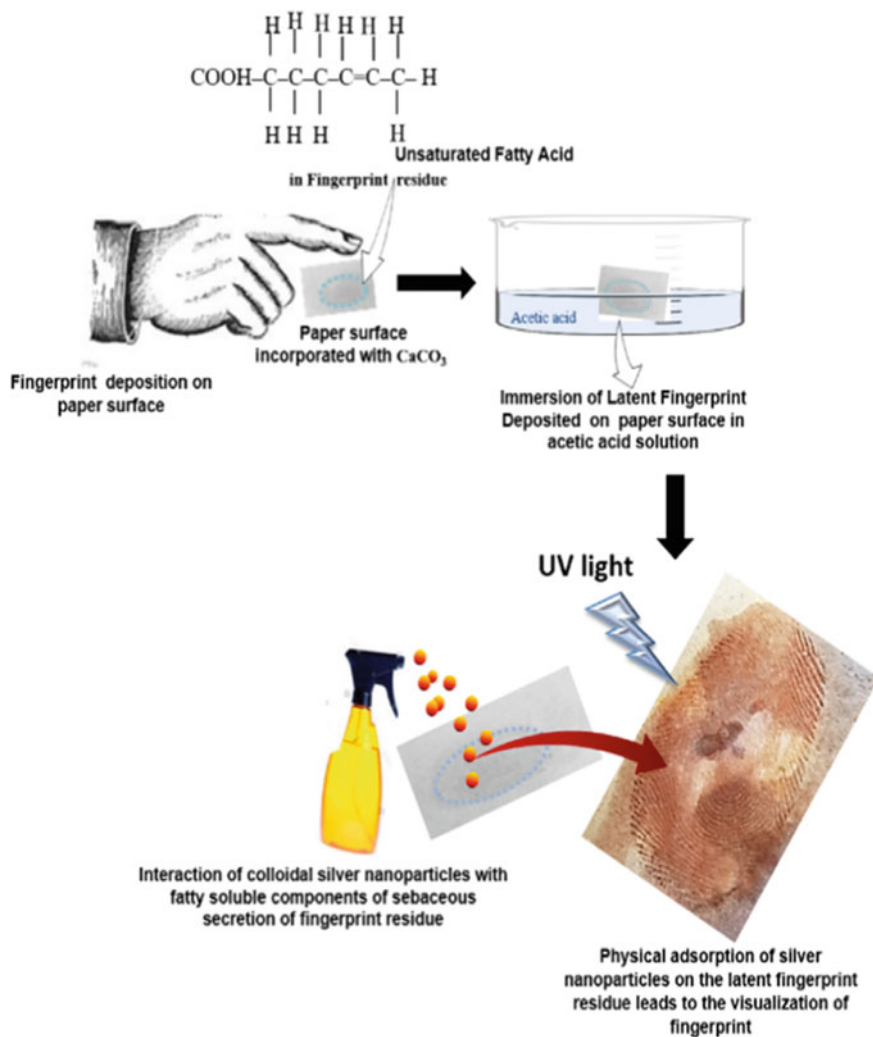 H H H H H H
COOH-C-C-C-C=C-C- H
H H H H
Unsaturated Fatty Acid
in Fingerprint residue
Paper surface
incorporated with CaCO₃
Fingerprint deposition on
paper surface
Acetic acid
Immersion of Latent Fingerprint
Deposited on paper surface in
acetic acid solution
UV light
Interaction of colloidal silver nanoparticles with
fatty soluble components of sebaceous
secretion of fingerprint residue
Physical adsorption of silver
nanoparticles on the latent fingerprint
residue leads to the visualization of
fingerprint